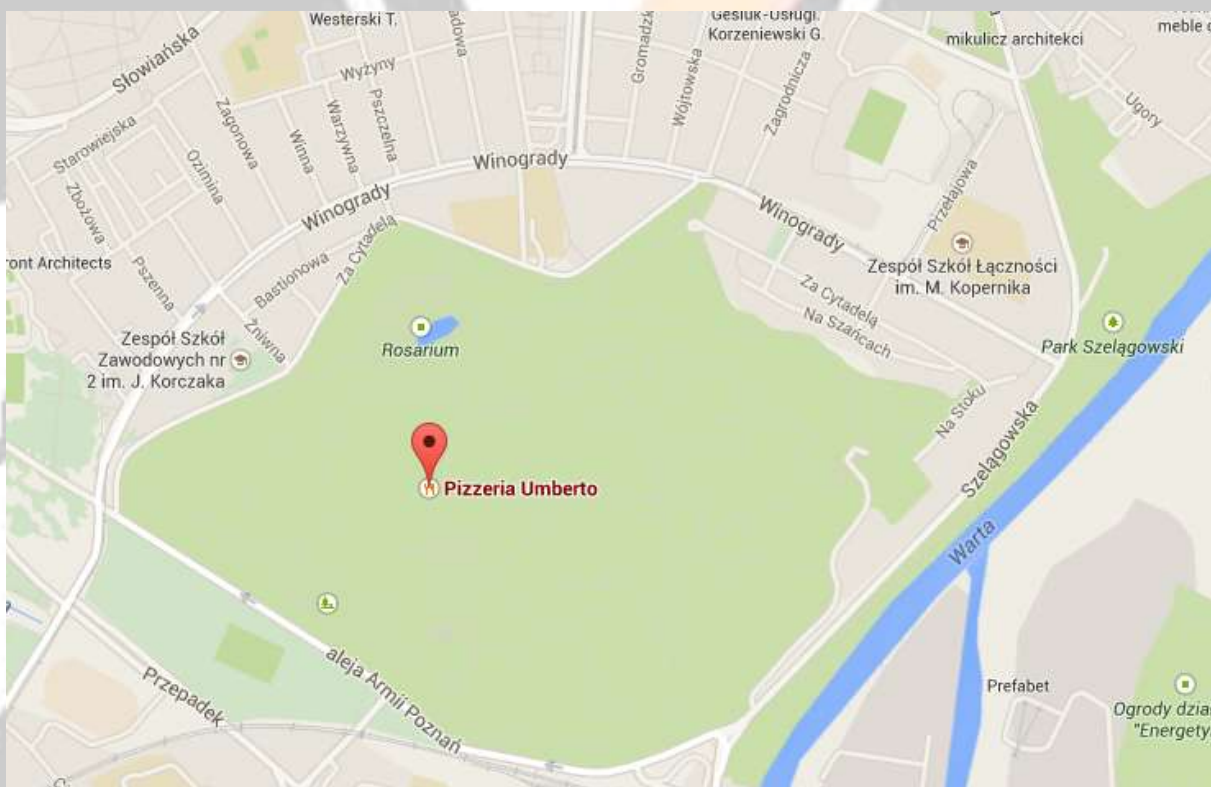 Westerski T.
Gesiuk-Usługi.
Korzeniewski G.
mikulicz architekci
Słowiańska
Wyżyny
Gromadzk
Wójtowska
Zagrodnicza
Ugory
Zagonowa
Pszczelna
Warzywna
Winna
Starowiejska
Ozimina
Zbożowa
Winogrady
Winogrady
Winogrady
Przełajowa
ront Architects
Pszenna
Bastionowa
Za Cytadelą
Zespół Szkół Łączności
im. M. Kopernika
Za Cytadelą
Na Szańcach
Żniwna
Zespół Szkół
Zawodowych nr
2 im. J. Korczaka
Rosarium
Park Szelągowski
Na Stoku
Szelągowska
Pizzeria Umberto
Warta
aleja Armii Poznań
Przepadek
Prefabet
Ogrody dział
"Energety